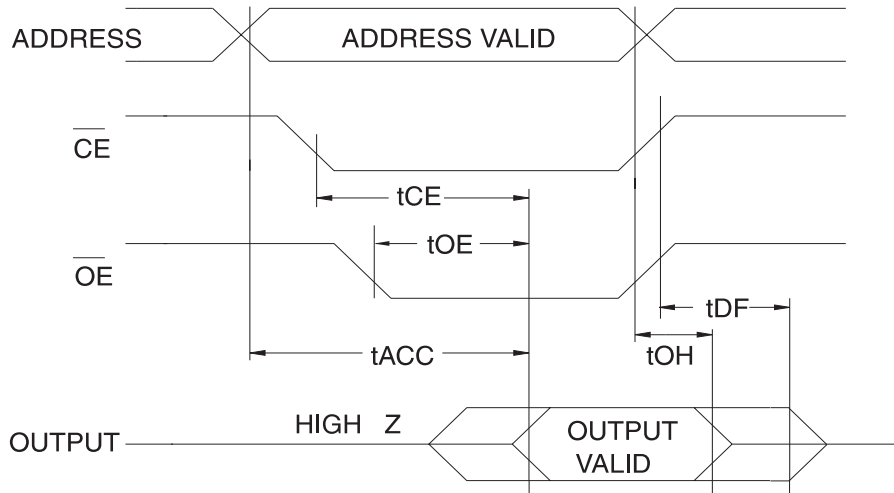 ADDRESS
ADDRESS VALID
CE
tCE
tOE
OE
tDF
tACC
tOH
HIGH Z
OUTPUT
OUTPUT
VALID